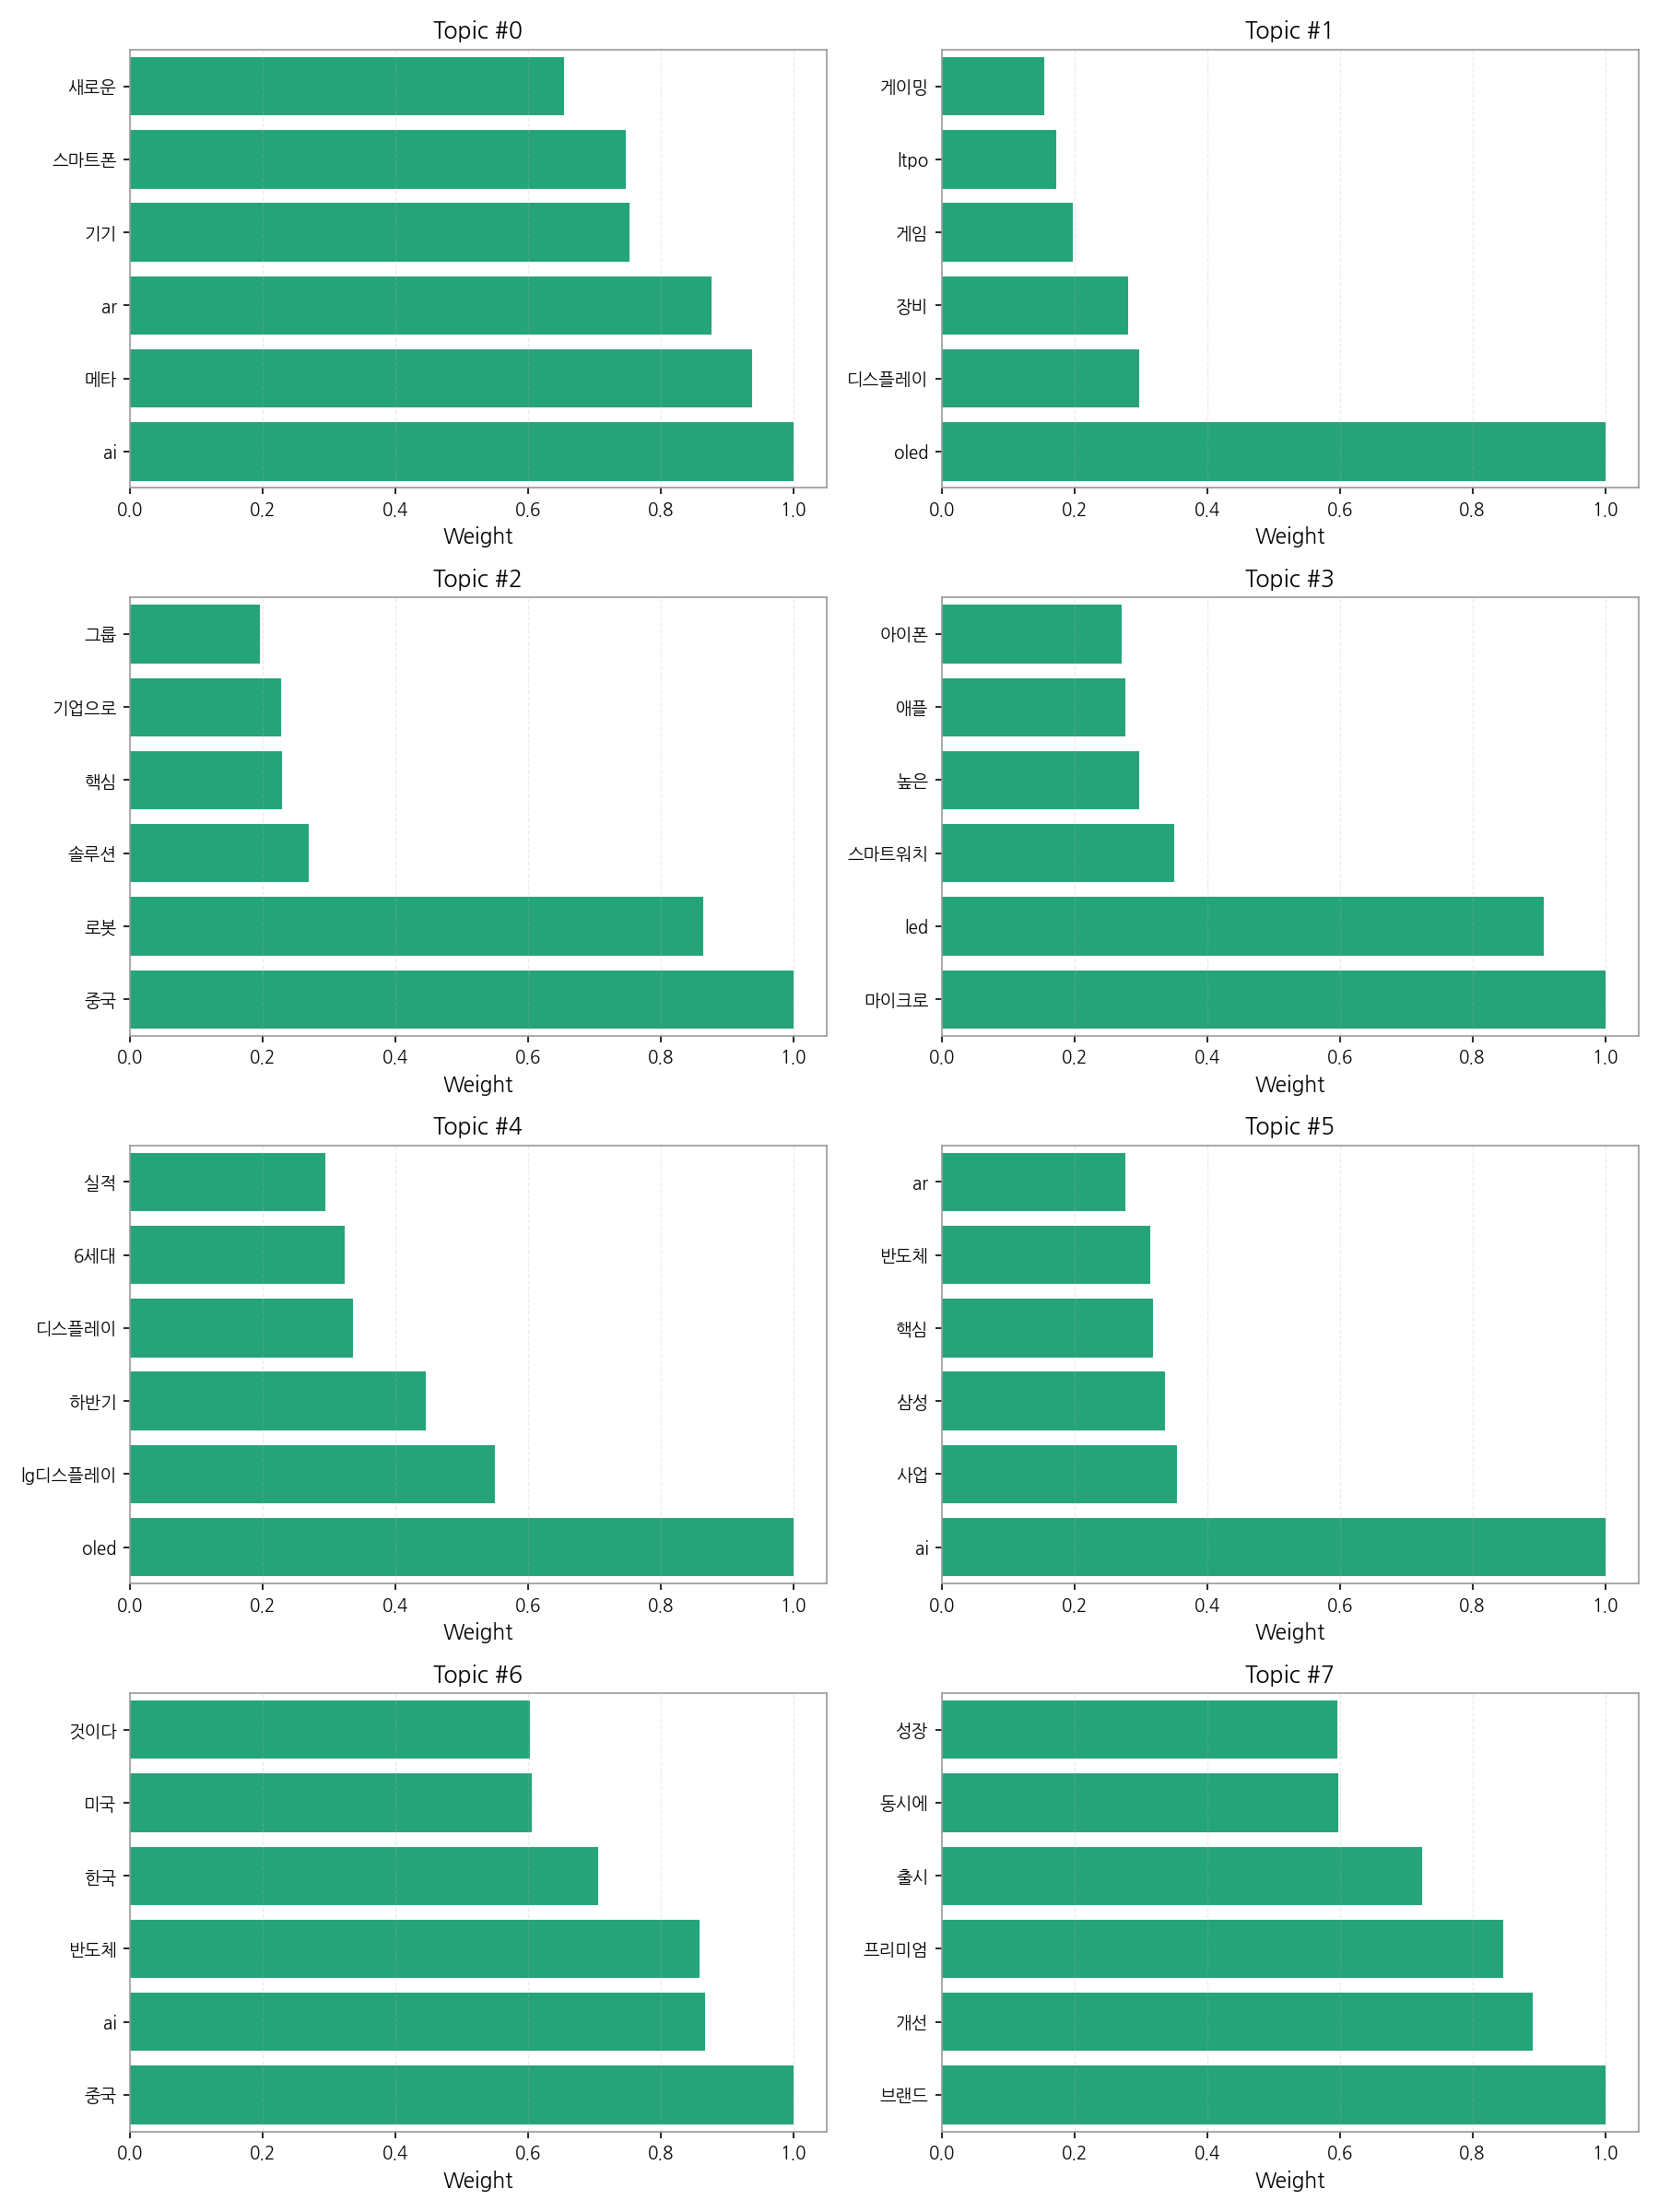 Topic #0
새로운
스마트폰
기기
ar
메타
ai
0.0 0.2 0.4 0.6 0.8 1.0
Weight
Topic #1
게이밍
ltpo
게임
장비
디스플레이
oled
0.0 0.2 0.4 0.6 0.8 1.0
Weight
Topic #2
그룹
기업으로
핵심
솔루션
로봇
중국
0.0 0.2 0.4 0.6 0.8 1.0
Weight
Topic #3
아이폰
애플
높은
스마트워치
led
마이크로
0.0 0.2 0.4 0.6 0.8 1.0
Weight
Topic #4
실적
6세대
디스플레이
하반기
lg디스플레이
oled
0.0 0.2 0.4 0.6 0.8 1.0
Weight
Topic #5
ar
반도체
핵심
삼성
사업
ai
0.0 0.2 0.4 0.6 0.8 1.0
Weight
Topic #6
것이다
미국
한국
반도체
ai
중국
0.0 0.2 0.4 0.6 0.8 1.0
Weight
Topic #7
성장
동시에
출시
프리미엄
개선
브랜드
0.0 0.2 0.4 0.6 0.8 1.0
Weight